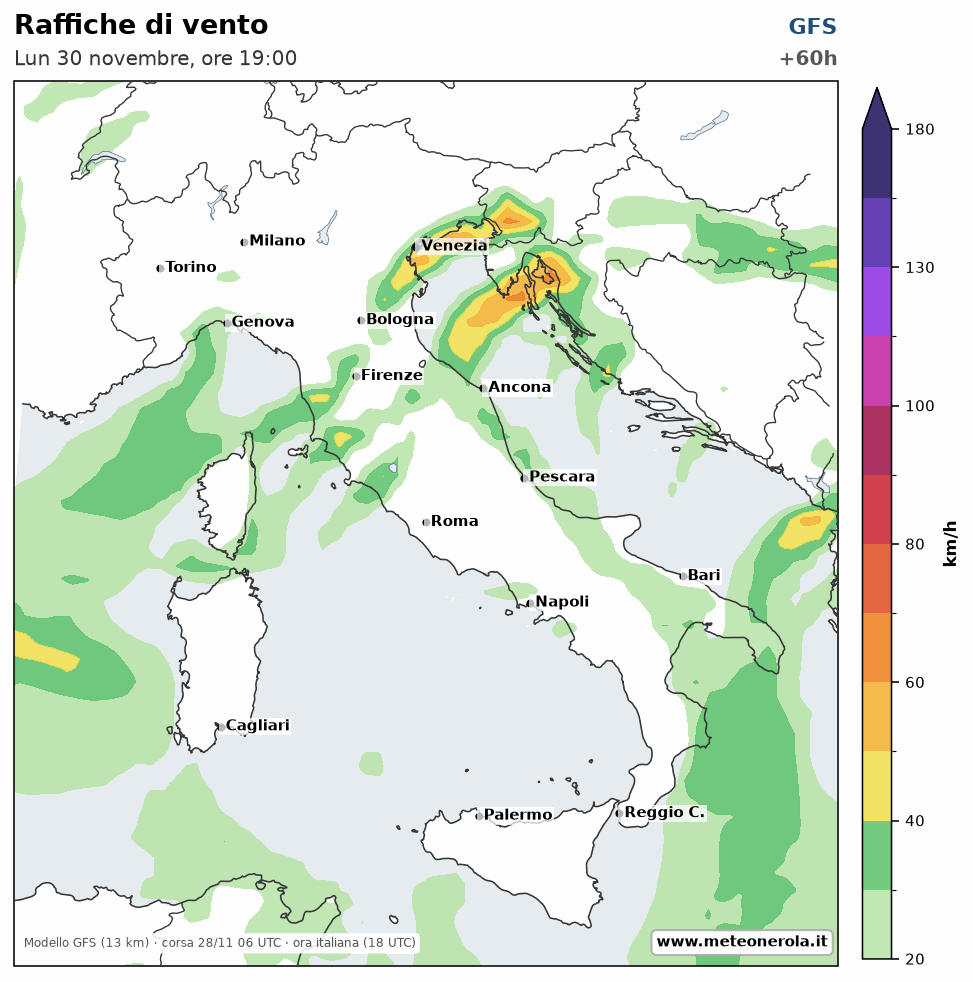 Raffiche di vento
GFS
Lun 30 novembre, ore 19:00
+60h
180
Milano
Venezia
Torino
130
Genova
Bologna
Firenze
Ancona
100
Pescara
Roma
80
km/h
Bari
Napoli
60
Cagliari
Palermo
Reggio C.
40
Modello GFS (13 km) · corsa 28/11 06 UTC · ora italiana (18 UTC)
www.meteonerola.it
20